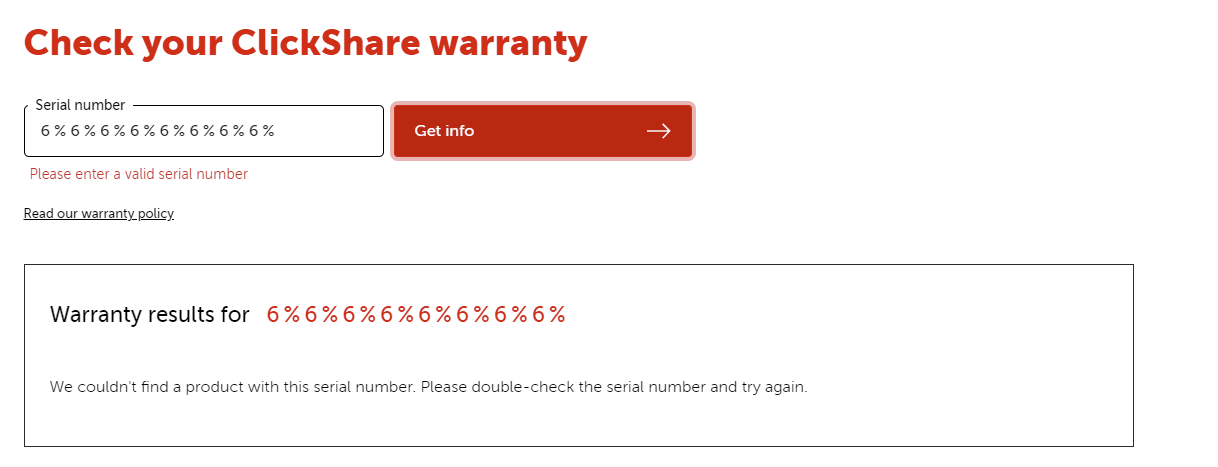 Check your ClickShare warranty
Serial number
6 % 6 % 6 % 6 % 6 % 6 % 6 % 6 %
Get info
Please enter a valid serial number
Read our warranty policy
Warranty results for 6 % 6 % 6 % 6 % 6 % 6 % 6 % 6 %
We couldn't find a product with this serial number. Please double-check the serial number and try again.